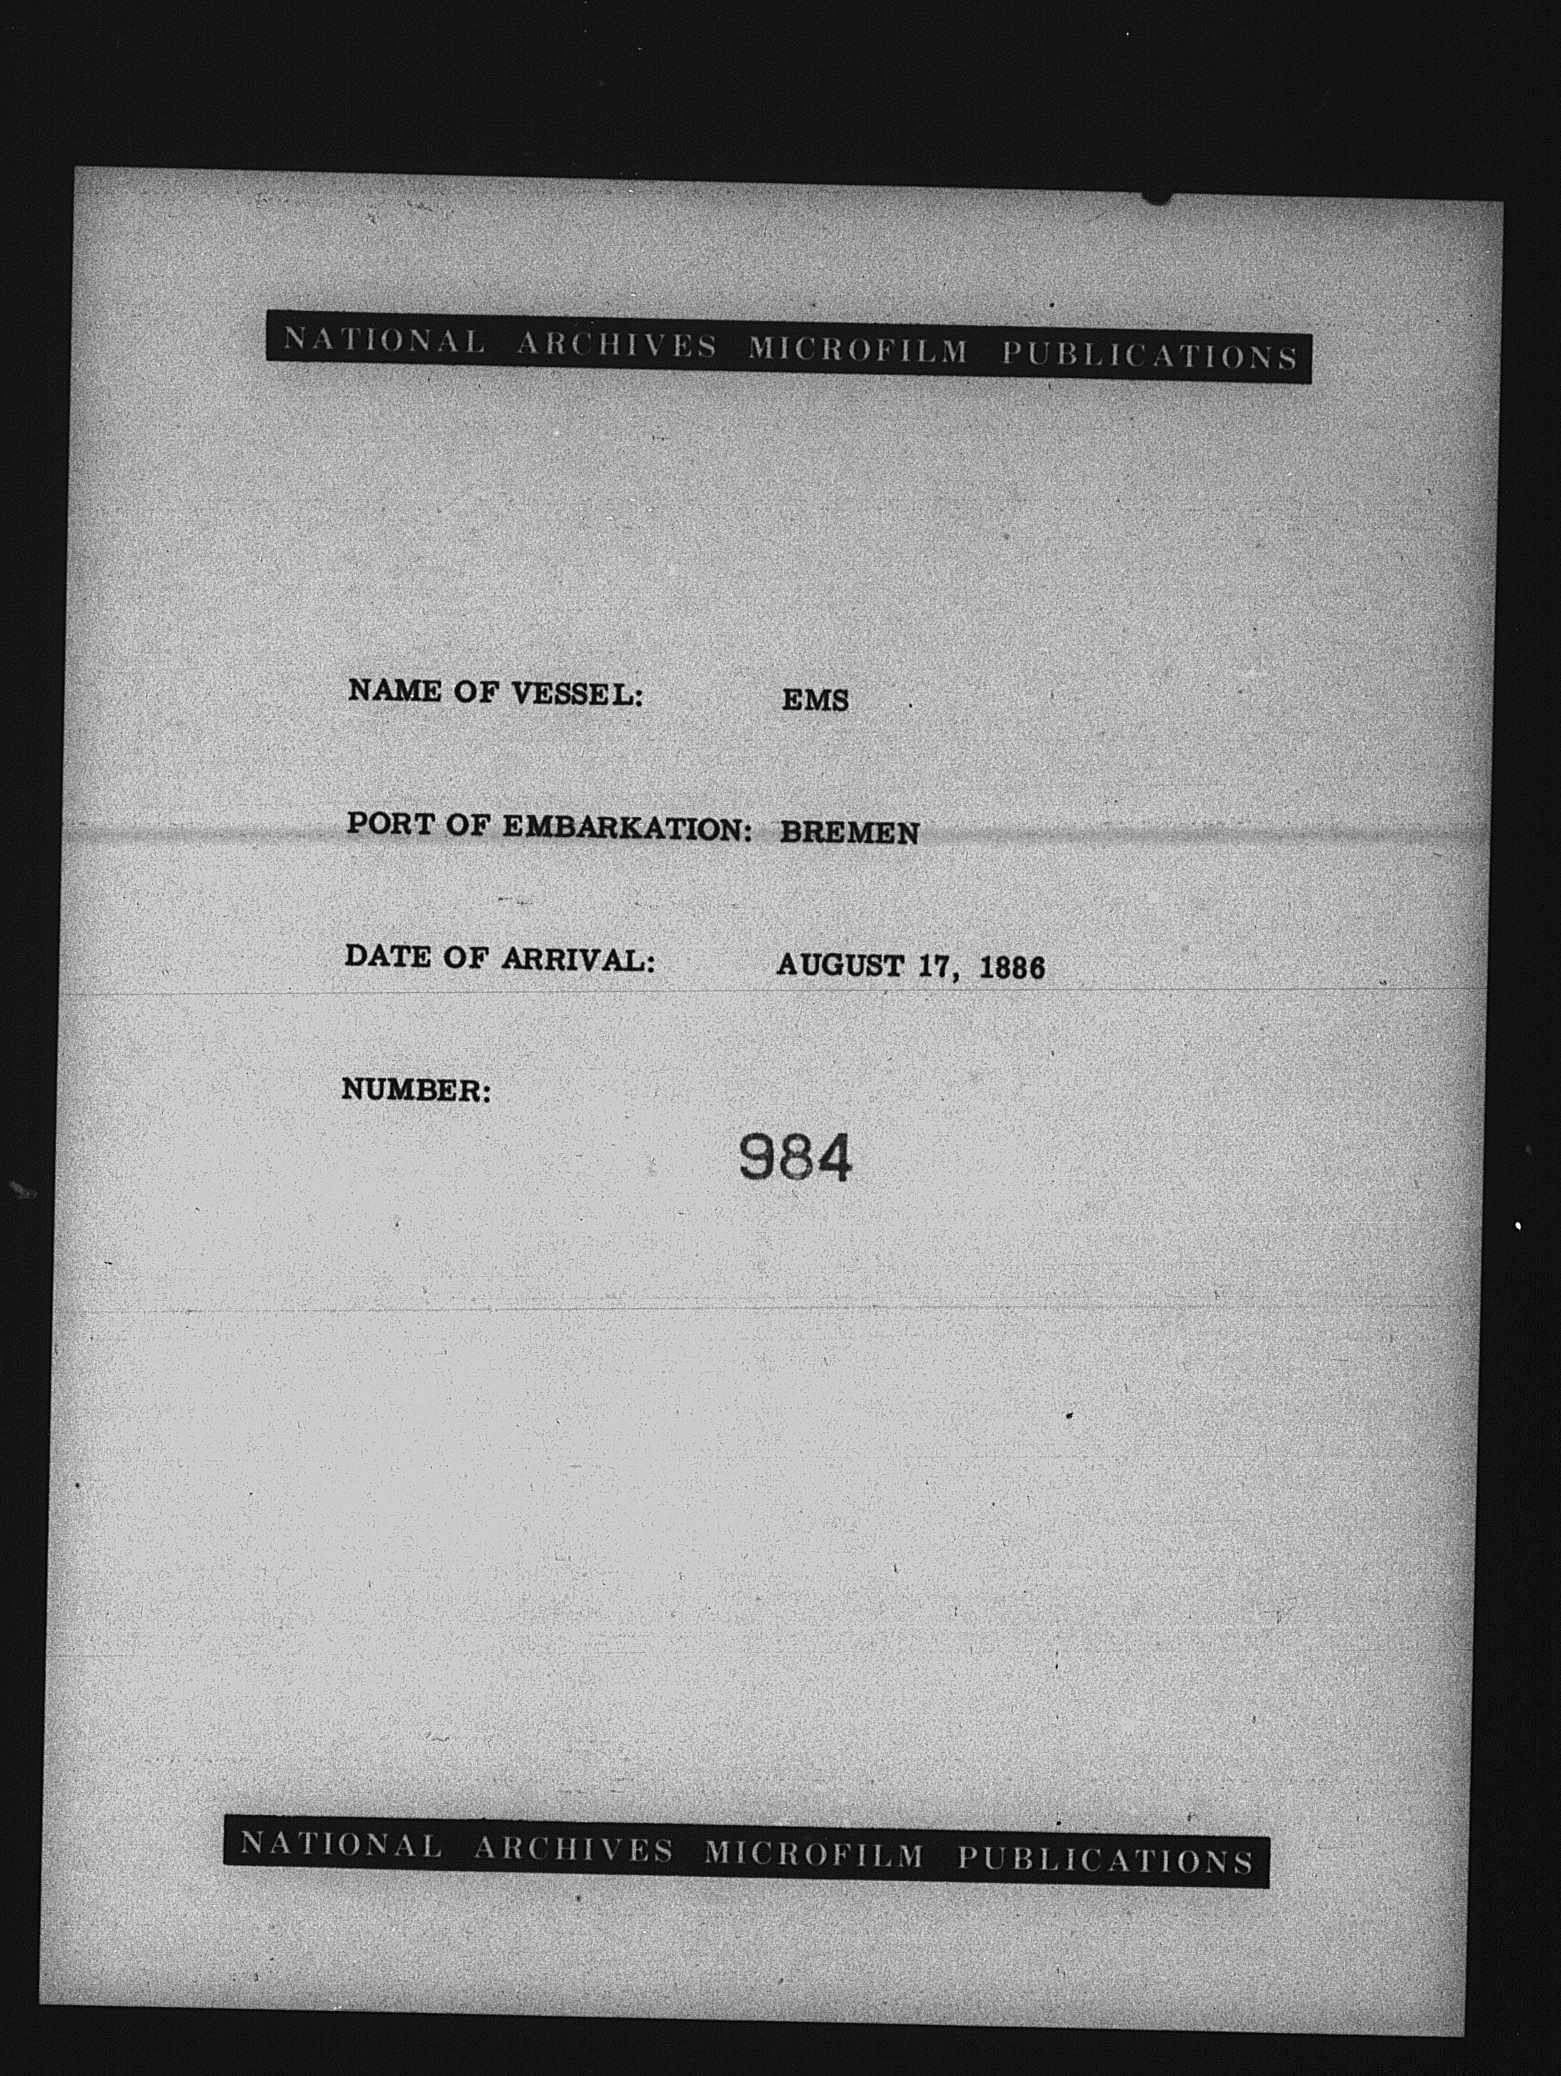 NATIONAL ARCHIVES MICROFILM PUBLICATIONS
NAME OF VESSEL: EMS
PORT OF EMBARKATION: BREMEN
DATE OF ARRIVAL: AUGUST 17, 1886
NUMBER:
984
NATIONAL ARCHIVES MICROFILM PUBLICATIONS